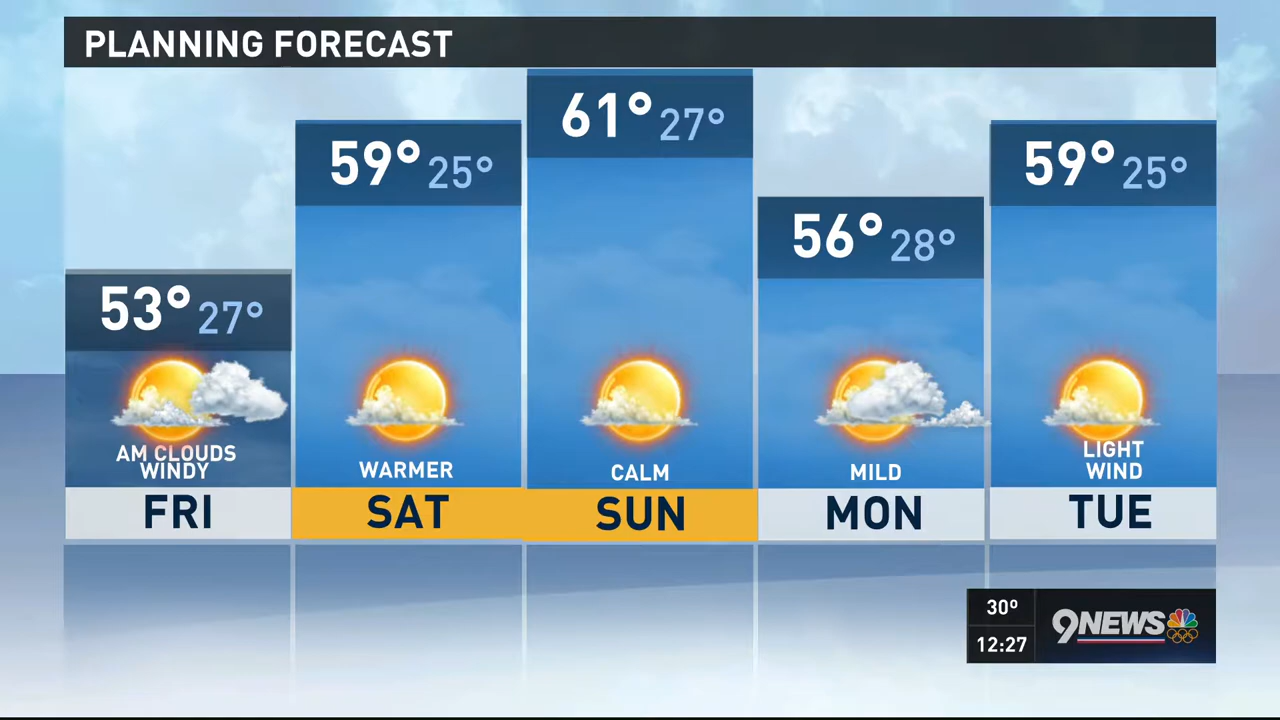 PLANNING FORECAST
53° 27°
AM CLOUDS
WINDY
FRI
59° 25°
WARMER
SAT
61° 27°
CALM
SUN
56° 28°
MILD
MON
59° 25°
LIGHT
WIND
TUE
30°
12:27
9NEWS